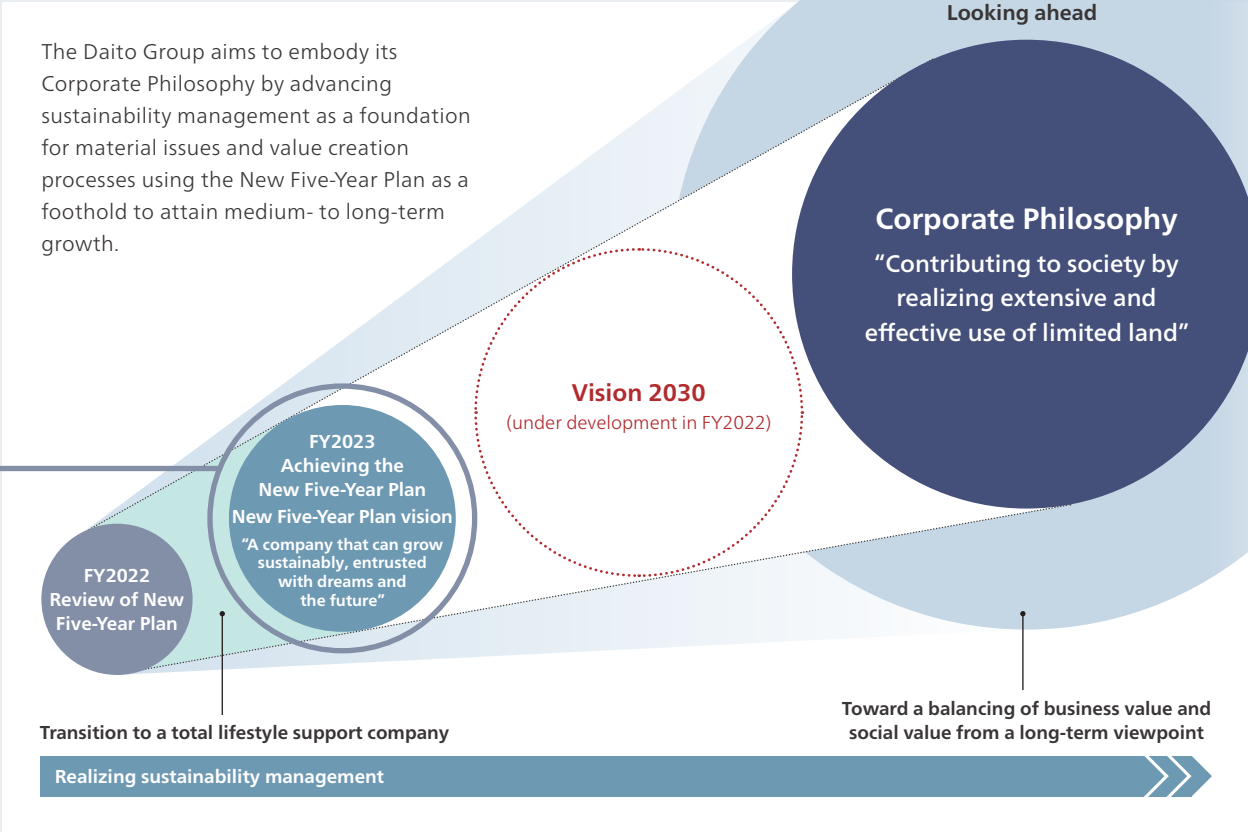 Looking ahead
The Daito Group aims to embody its
Corporate Philosophy by advancing
sustainability management as a foundation
for material issues and value creation
processes using the New Five-Year Plan as a
foothold to attain medium- to long-term
growth.
Corporate Philosophy
“Contributing to society by
realizing extensive and
effective use of limited land”
Vision 2030
(under development in FY2022)
FY2023
Achieving the
New Five-Year Plan
New Five-Year Plan vision
“A company that can grow
sustainably, entrusted
with dreams and
the future”
FY2022
Review of New
Five-Year Plan
Transition to a total lifestyle support company
Toward a balancing of business value and
social value from a long-term viewpoint
Realizing sustainability management